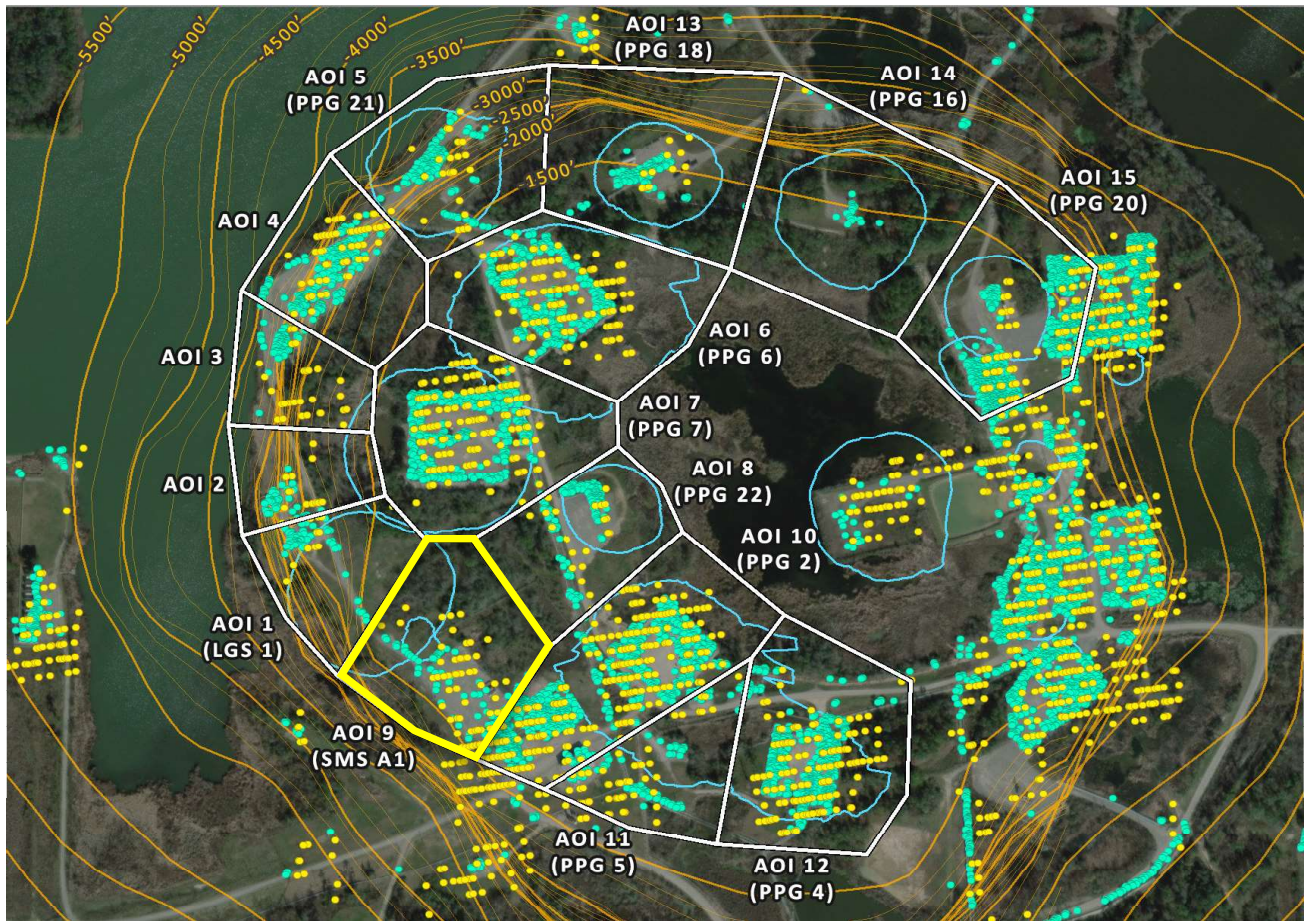 -5500'
-5000'
-4500'
-4000'
-3500'
-3000'
-2500'
-2000'
-1500'
AOI 13
(PPG 18)
AOI 14
(PPG 16)
AOI 5
(PPG 21)
AOI 15
(PPG 20)
AOI 4
AOI 3
AOI 6
(PPG 6)
AOI 7
(PPG 7)
AOI 8
(PPG 22)
AOI 2
AOI 10
(PPG 2)
AOI 1
(LGS 1)
AOI 9
(SMS A1)
AOI 11
(PPG 5)
AOI 12
(PPG 4)